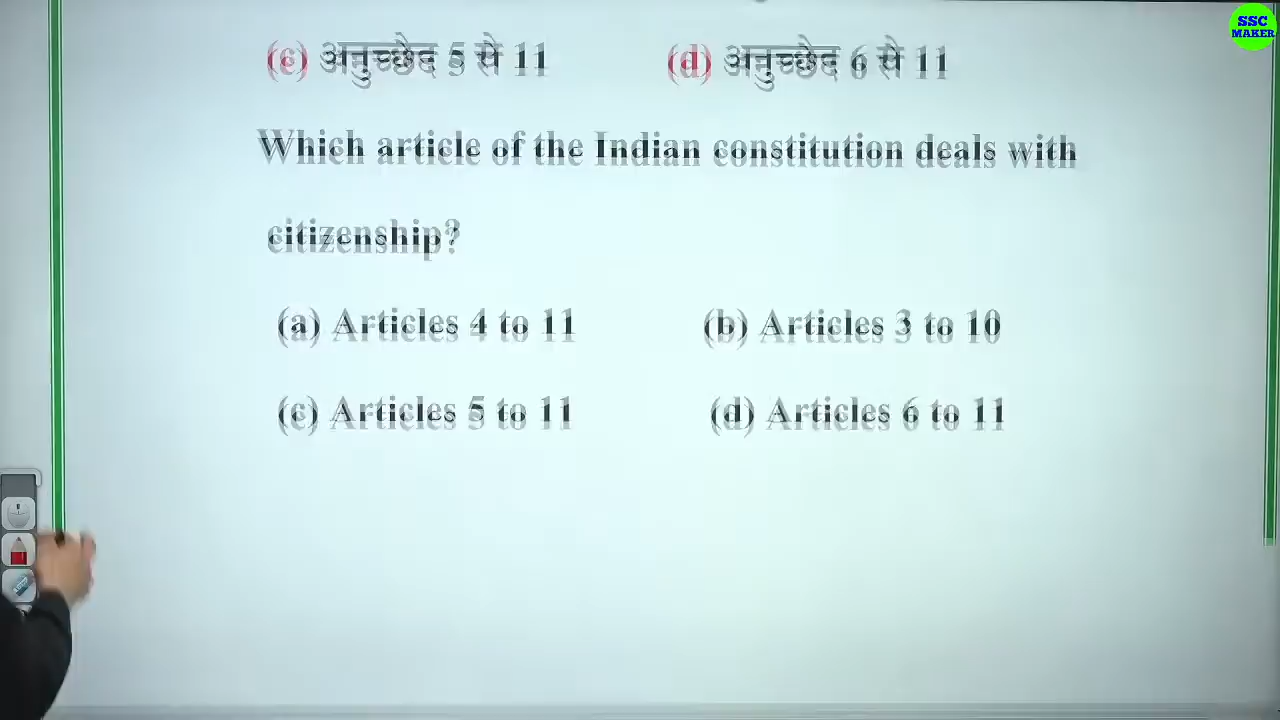 SSC
MAKER
(c) अनुच्छेद 5 से 11 (d) अनुच्छेद 6 से 11
Which article of the Indian constitution deals with
citizenship?
(a) Articles 4 to 11 (b) Articles 3 to 10
(c) Articles 5 to 11 (d) Articles 6 to 11